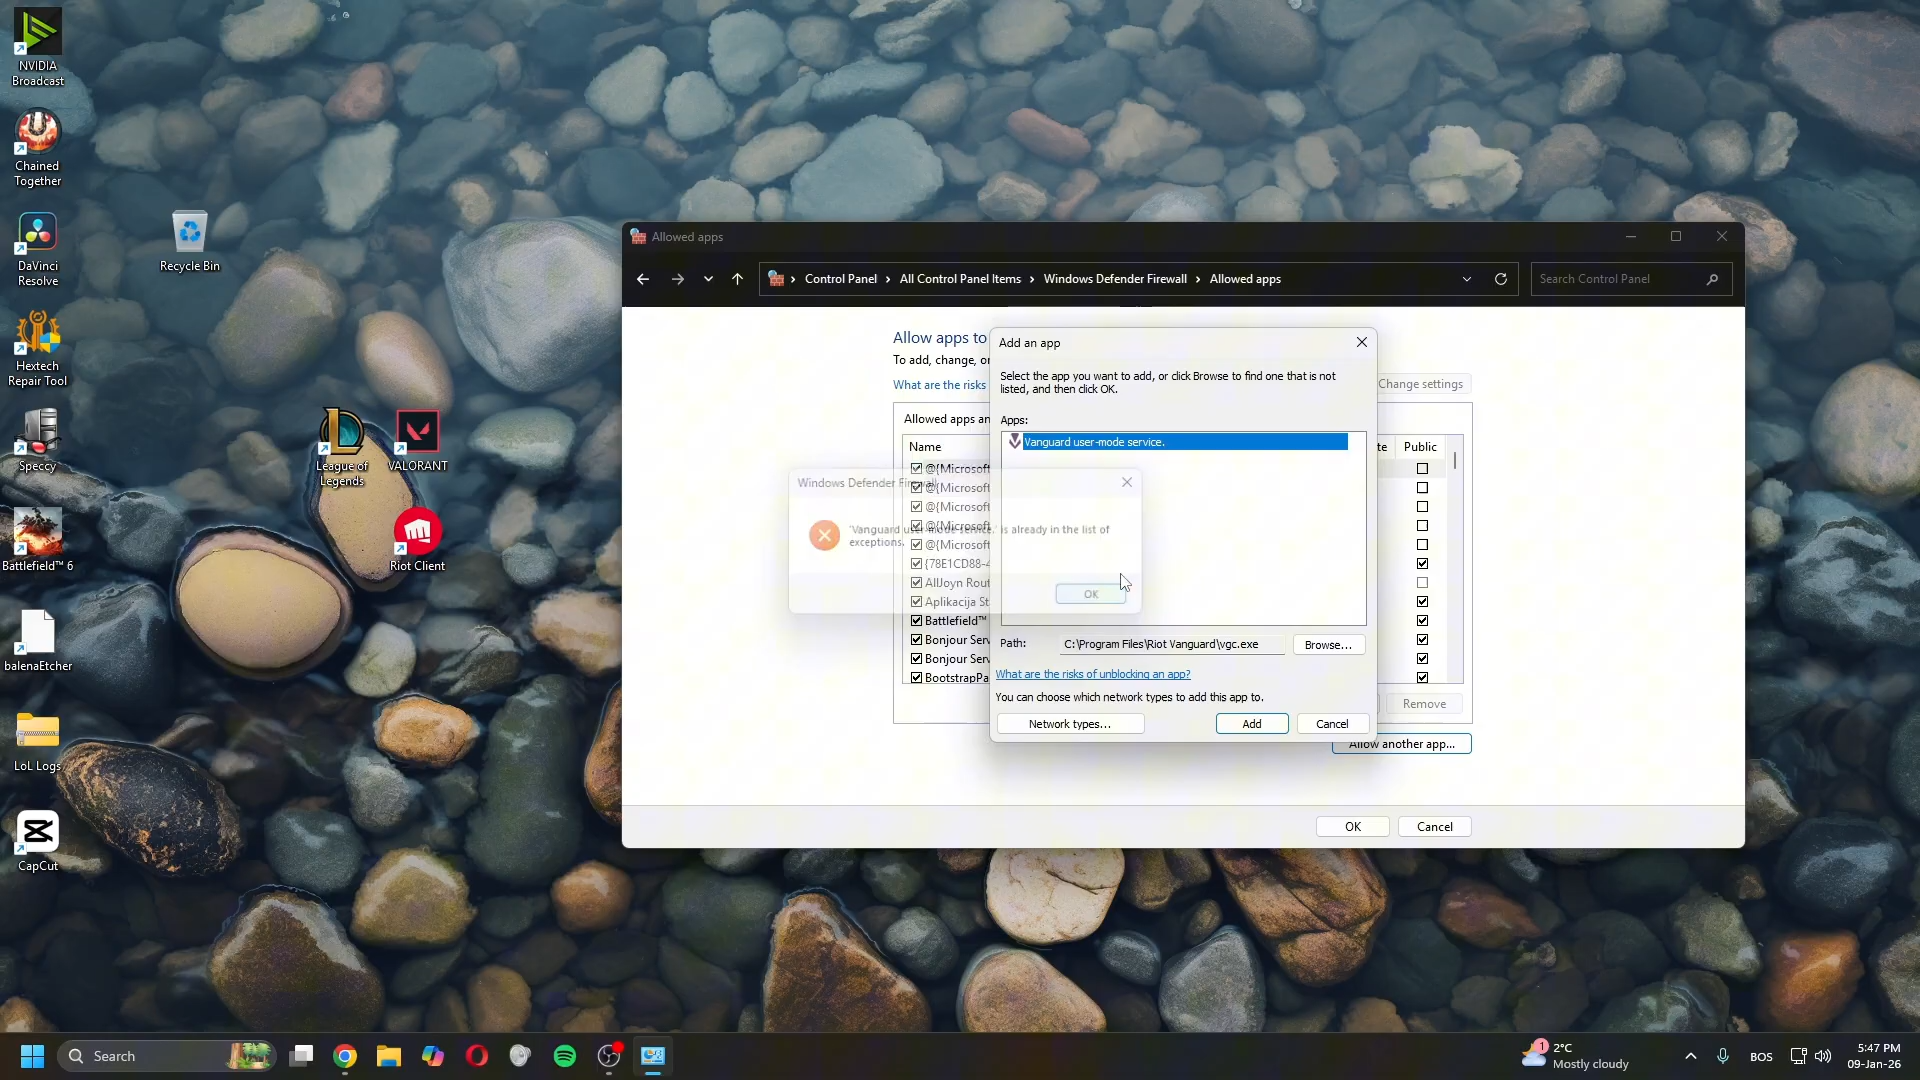 NVIDIA
Broadcast
Chained
Together
DaVinci
Resolve
Recycle Bin
Hextech
Repair Tool
Speccy
League of
Legends
VALORANT
Battlefield™ 6
Riot Client
balenaEtcher
LoL Logs
CapCut
Allowed apps
Control Panel
All Control Panel Items
Windows Defender Firewall
Allowed apps
Search Control Panel
Allow apps to
To add, change, or
What are the risks
Change settings
Allowed apps an
Name
te
Public
@{Microsoft
@{Microsoft
@{Microsoft
@{Microsoft
@{Microsoft
{78E1CD88-4
AllJoyn Rout
Aplikacija St
Battlefield™
Bonjour Serv
Bonjour Serv
BootstrapPa
Remove
Allow another app...
OK
Cancel
Add an app
Select the app you want to add, or click Browse to find one that is not
listed, and then click OK.
Apps:
Vanguard user-mode service.
Path:
C:\Program Files\Riot Vanguard\vgc.exe
Browse...
What are the risks of unblocking an app?
You can choose which network types to add this app to.
Network types...
Add
Cancel
Windows Defender Firewall
'Vanguard user-mode service.' is already in the list of
exceptions.
OK
Search
1
2°C
Mostly cloudy
BOS
5:47 PM
09-Jan-26